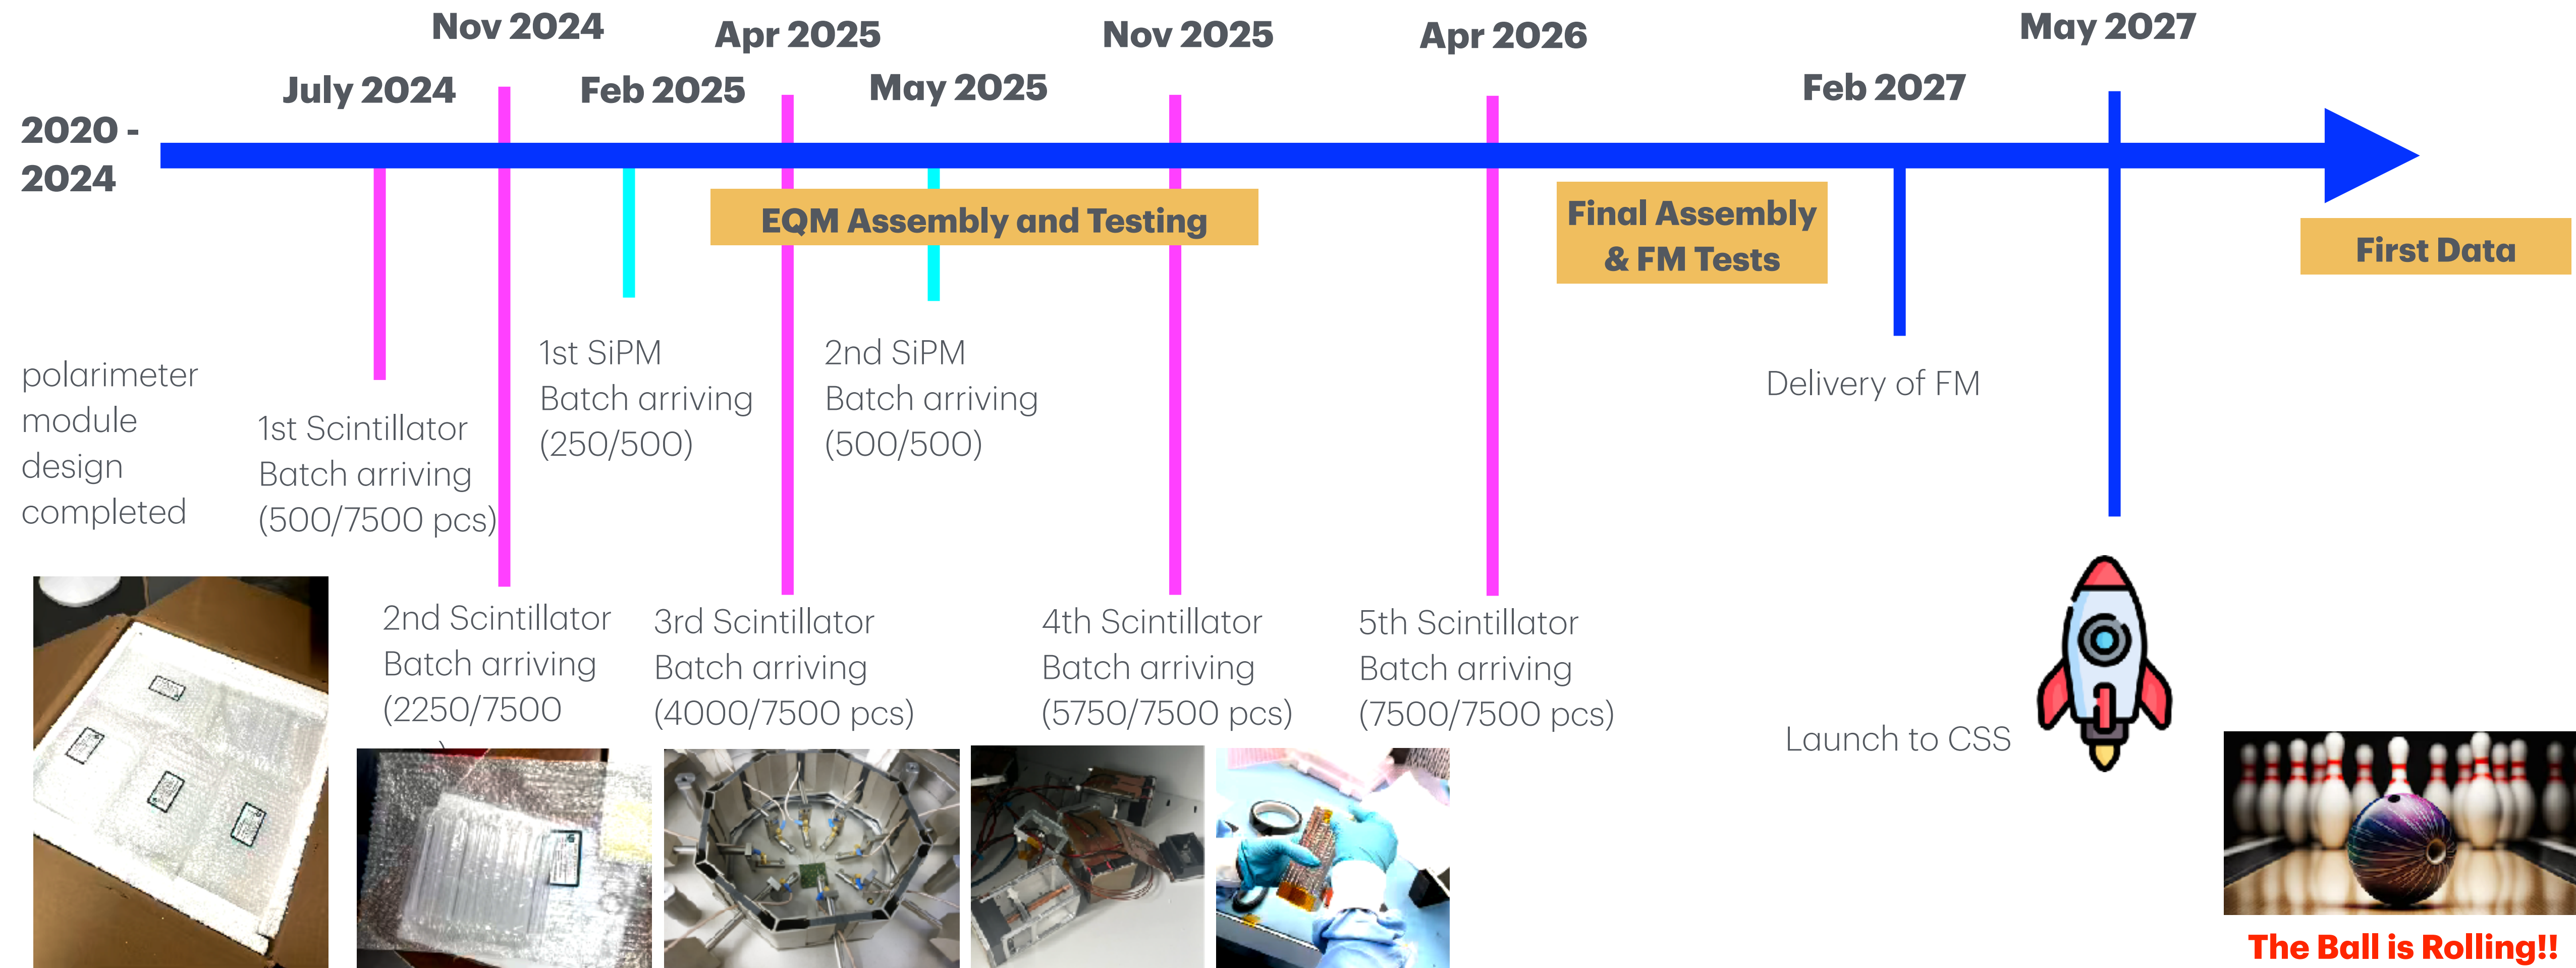 Nov 2024
Apr 2025
Nov 2025
Apr 2026
May 2027
July 2024
Feb 2025
May 2025
Feb 2027
2020 -
2024
EQM Assembly and Testing
Final Assembly
& FM Tests
First Data
polarimeter
module
design
completed
1st Scintillator
Batch arriving
(500/7500 pcs)
1st SiPM
Batch arriving
(250/500)
2nd SiPM
Batch arriving
(500/500)
Delivery of FM
2nd Scintillator
Batch arriving
(2250/7500
3rd Scintillator
Batch arriving
(4000/7500 pcs)
4th Scintillator
Batch arriving
(5750/7500 pcs)
5th Scintillator
Batch arriving
(7500/7500 pcs)
Launch to CSS
The Ball is Rolling!!